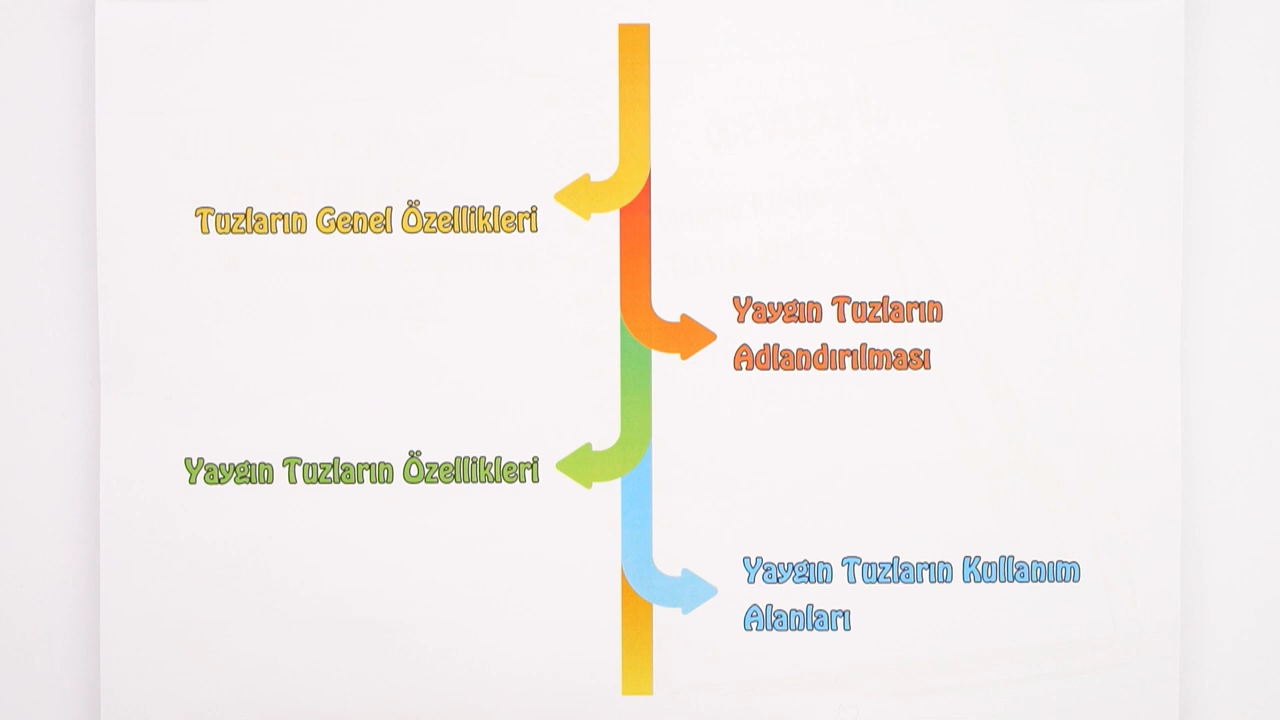 Tuzların Genel Özellikleri
Yaygın Tuzların
Adlandırılması
Yaygın Tuzların Özellikleri
Yaygın Tuzların Kullanım
Alanları